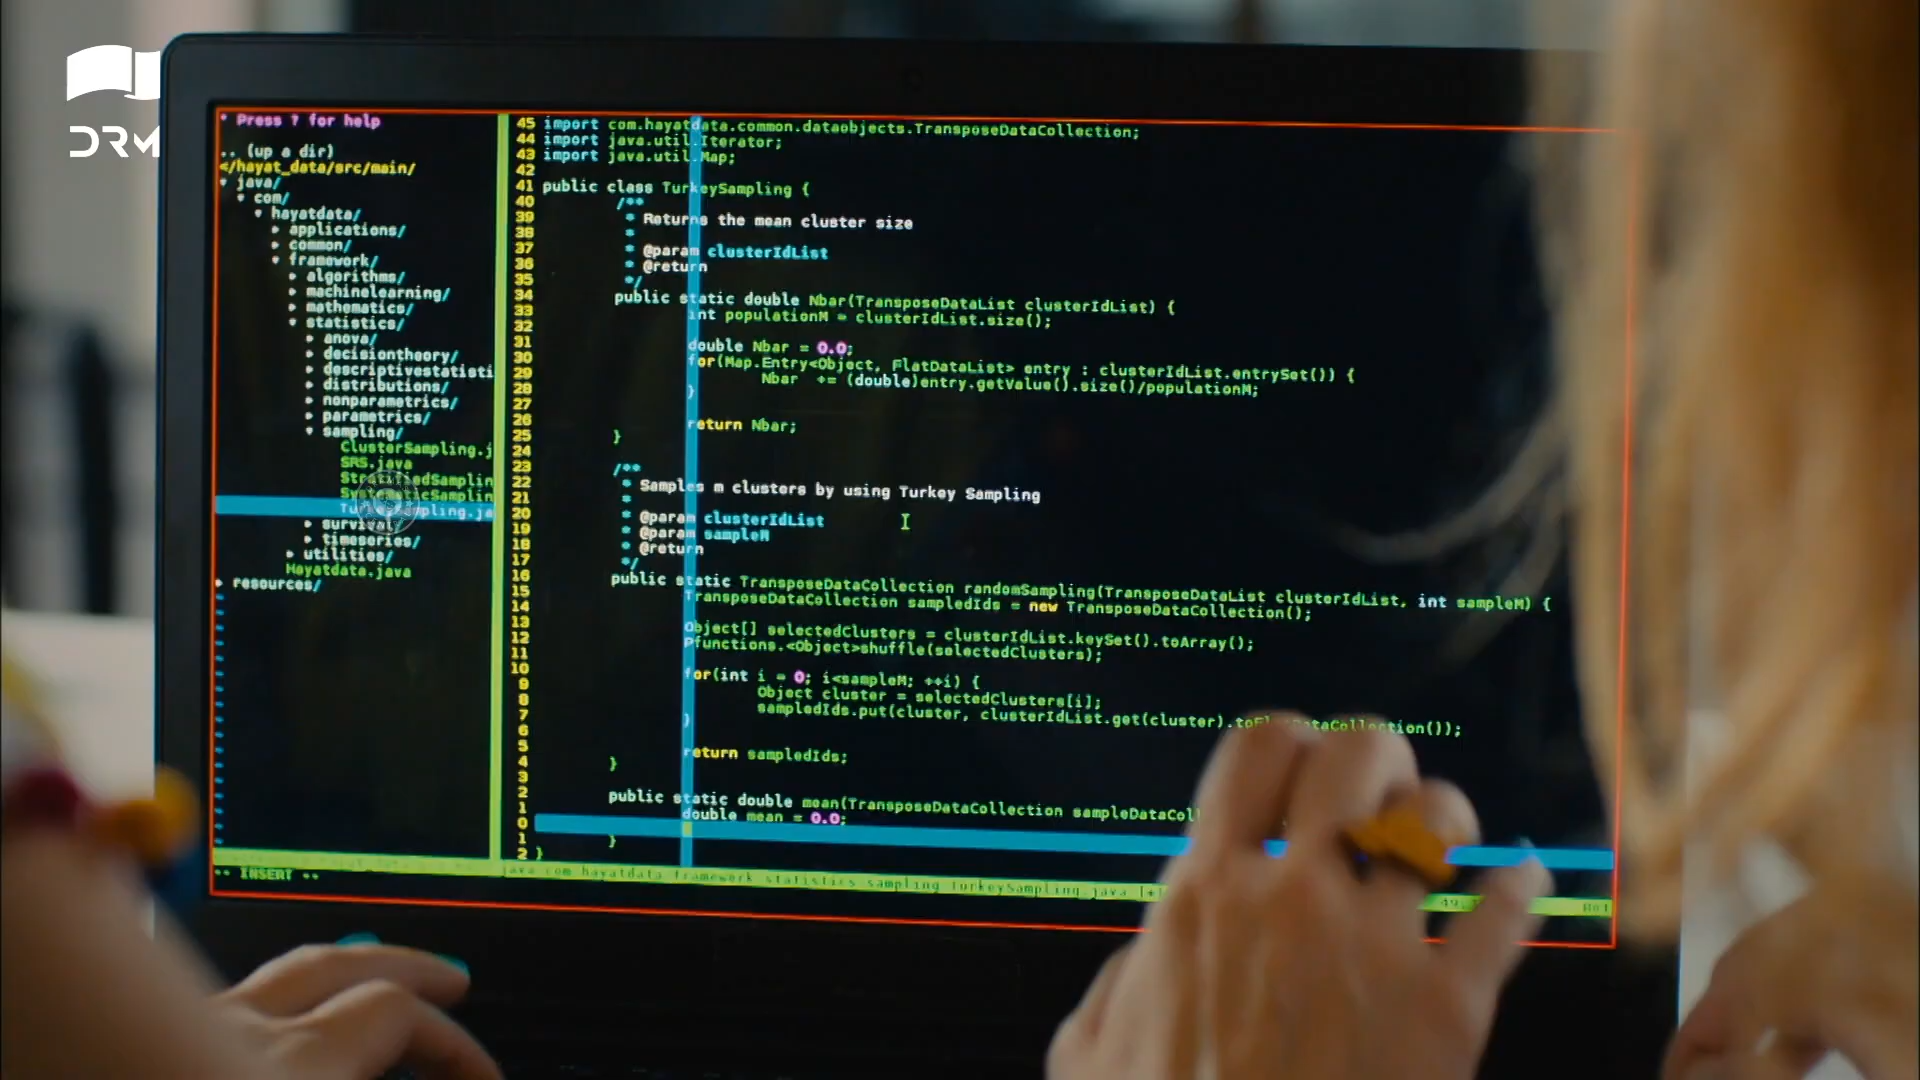 DRM
" Press ? for help
.. (up a dir)
</hayat_data/src/main/
▾ java/
▾ com/
▾ hayatdata/
▸ applications/
▸ common/
▾ framework/
▸ algorithms/
▸ machinelearning/
▸ mathematics/
▾ statistics/
▸ anova/
▸ decisiontheory/
▸ descriptivestatisti
▸ distributions/
▸ nonparametrics/
▸ parametrics/
▾ sampling/
ClusterSampling.j
SRS.java
StratifiedSamplin
SystematicSamplin
TurkeySampling.ja
▸ survival/
▸ timeseries/
▸ utilities/
Hayatdata.java
▸ resources/
45 import com.hayatdata.common.dataobjects.TransposeDataCollection;
44 import java.util.Iterator;
43 import java.util.Map;
42
41 public class TurkeySampling {
40 /**
39 * Returns the mean cluster size
38 *
37 * @param clusterIdList
36 * @return
35 */
34 public static double Nbar(TransposeDataList clusterIdList) {
33 int populationM = clusterIdList.size();
32
31 double Nbar = 0.0;
30 for(Map.Entry<Object, FlatDataList> entry : clusterIdList.entrySet()) {
29 Nbar += (double)entry.getValue().size()/populationM;
28 }
27
26 return Nbar;
25 }
24
23 /**
22 * Samples m clusters by using Turkey Sampling
21 *
20 * @param clusterIdList
19 * @param sampleM
18 * @return
17 */
16 public static TransposeDataCollection randomSampling(TransposeDataList clusterIdList, int sampleM) {
15 TransposeDataCollection sampledIds = new TransposeDataCollection();
14
13 Object[] selectedClusters = clusterIdList.keySet().toArray();
12 Pfunctions.<Object>shuffle(selectedClusters);
11
10 for(int i = 0; i<sampleM; ++i) {
9 Object cluster = selectedClusters[i];
8 sampledIds.put(cluster, clusterIdList.get(cluster).toFlatDataCollection());
7 }
6
5 return sampledIds;
4 }
3
2 public static double mean(TransposeDataCollection sampleDataCol
1 double mean = 0.0;
0
1 }
2 }
java com hayatdata framework statistics sampling TurkeySampling.java [+]
-- INSERT --